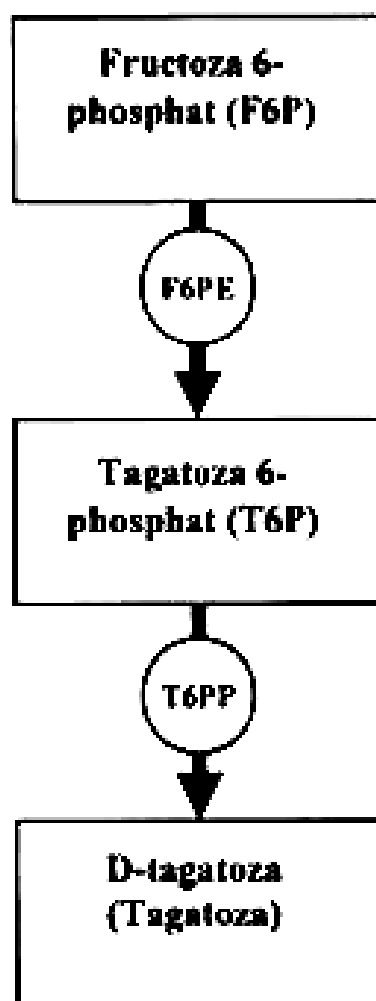 Fructoza 6-
phosphat (F6P)
F6PE
Tagatoza 6-
phosphat (T6P)
T6PP
D-tagatoza
(Tagatoza)